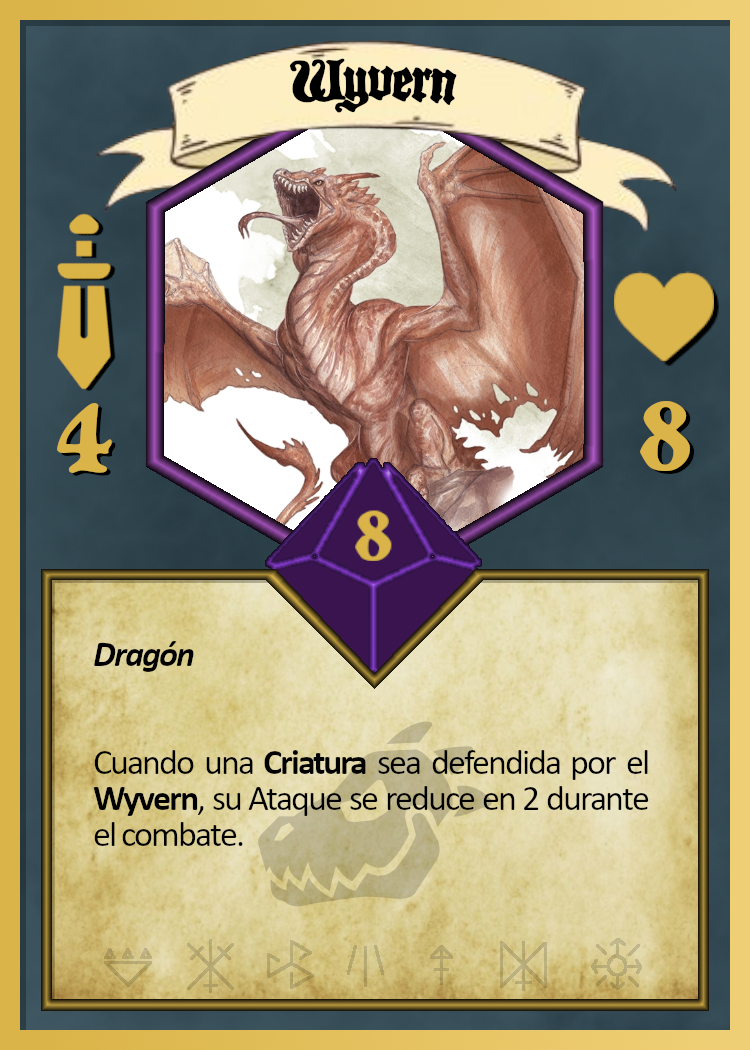 Wyvern
4
8
8
Dragón
Cuando una Criatura sea defendida por el
Wyvern, su Ataque se reduce en 2 durante
el combate.